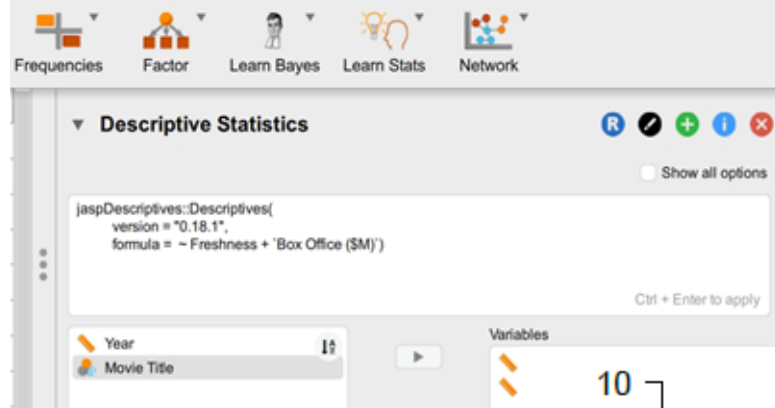 Frequencies Factor Learn Bayes Learn Stats Network
Descriptive Statistics
R
i
Show all options
jaspDescriptives::Descriptives(
version = "0.18.1",
formula = ~ Freshness + `Box Office ($M)`)
Ctrl + Enter to apply
Year
Movie Title
Variables
10